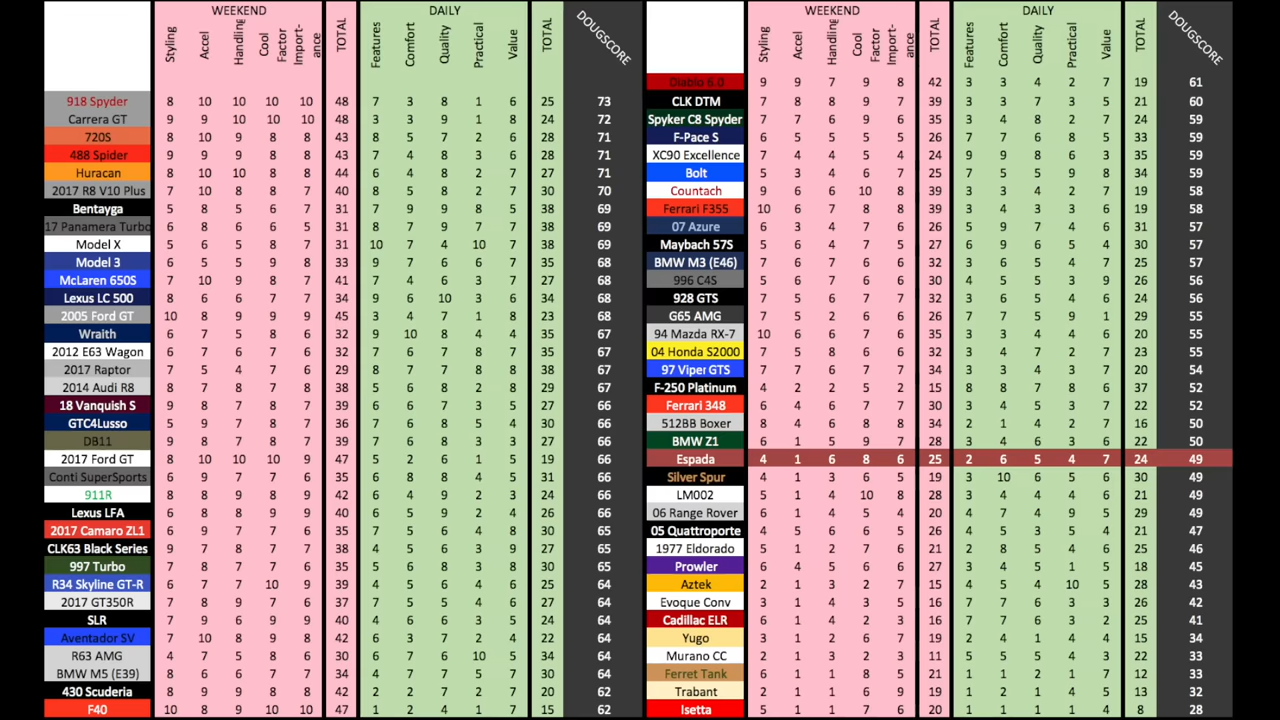 WEEKEND DAILY WEEKEND DAILY
Styling Accel Handling Cool Factor Import-ance TOTAL Features Comfort Quality Practical Value TOTAL DOUGSCORE Styling Accel Handling Cool Factor Import-ance TOTAL Features Comfort Quality Practical Value TOTAL DOUGSCORE
Diablo 6.0 9 9 7 9 8 42 3 3 4 2 7 19 61
918 Spyder 8 10 10 10 10 48 7 3 8 1 6 25 73 CLK DTM 7 8 8 9 7 39 3 3 7 3 5 21 60
Carrera GT 9 9 10 10 10 48 3 3 9 1 8 24 72 Spyker C8 Spyder 7 7 6 9 6 35 3 4 8 2 7 24 59
720S 8 10 9 8 8 43 8 5 7 2 6 28 71 F-Pace S 6 5 5 5 5 26 7 7 6 8 5 33 59
488 Spider 9 9 9 8 8 43 7 4 8 3 6 28 71 XC90 Excellence 7 4 4 5 4 24 9 9 8 6 3 35 59
Huracan 8 10 10 8 8 44 6 4 8 2 7 27 71 Bolt 5 3 4 6 7 25 7 5 5 9 8 34 59
2017 R8 V10 Plus 7 10 8 8 7 40 8 5 8 2 7 30 70 Countach 9 6 6 10 8 39 3 3 4 2 7 19 58
Bentayga 5 8 5 6 7 31 7 9 9 8 5 38 69 Ferrari F355 10 6 7 8 8 39 3 4 3 3 6 19 58
17 Panamera Turbo 6 8 6 6 5 31 8 7 9 7 7 38 69 07 Azure 6 3 4 7 6 26 5 9 7 4 6 31 57
Model X 5 6 5 8 7 31 10 7 4 10 7 38 69 Maybach 57S 5 7 4 6 5 27 6 9 6 5 4 30 57
Model 3 6 5 5 9 8 33 9 7 6 6 7 35 68 BMW M3 (E46) 7 6 7 6 6 32 3 6 5 4 7 25 57
McLaren 650S 7 10 9 8 7 41 7 4 6 3 7 27 68 996 C4S 6 6 7 6 5 30 4 5 5 3 9 26 56
Lexus LC 500 8 6 6 7 7 34 9 6 10 3 6 34 68 928 GTS 7 5 6 7 7 32 3 6 5 4 6 24 56
2005 Ford GT 10 8 9 9 9 45 3 4 7 1 8 23 68 G65 AMG 7 5 2 6 6 26 7 7 5 9 1 29 55
Wraith 6 7 5 8 6 32 9 10 8 4 4 35 67 94 Mazda RX-7 10 6 7 6 6 35 3 3 4 4 6 20 55
2012 E63 Wagon 6 7 6 7 6 32 7 6 7 8 7 35 67 04 Honda S2000 7 5 8 6 6 32 3 4 7 2 7 23 55
2017 Raptor 7 5 4 7 6 29 8 7 7 8 8 38 67 97 Viper GTS 7 7 6 8 6 34 2 3 5 3 7 20 54
2014 Audi R8 8 7 8 7 8 38 5 6 8 2 8 29 67 F-250 Platinum 4 2 2 5 2 15 8 8 7 8 6 37 52
18 Vanquish S 9 8 7 8 7 39 6 6 7 3 5 27 66 Ferrari 348 6 4 6 7 7 30 3 4 5 3 7 22 52
GTC4Lusso 5 9 7 8 7 36 7 6 8 5 4 30 66 512BB Boxer 8 4 6 8 8 34 2 1 4 2 7 16 50
DB11 9 8 7 8 7 39 6 7 8 3 3 27 66 BMW Z1 6 1 5 9 7 28 3 4 6 3 6 22 50
2017 Ford GT 8 10 10 10 9 47 5 2 6 1 5 19 66 Espada 4 1 6 8 6 25 2 6 5 4 7 24 49
Conti SuperSports 6 9 7 7 6 35 6 8 8 4 5 31 66 Silver Spur 4 1 3 6 5 19 3 10 6 5 6 30 49
911R 8 8 9 8 9 42 4 4 9 2 3 24 66 LM002 5 1 4 10 8 28 3 4 4 4 6 21 49
Lexus LFA 6 8 8 9 9 40 6 5 9 2 4 26 66 06 Range Rover 4 4 1 6 5 20 4 7 4 9 5 29 49
2017 Camaro ZL1 6 9 7 7 6 35 7 5 6 4 8 30 65 05 Quattroporte 4 4 6 6 6 26 4 5 3 5 4 21 47
CLK63 Black Series 9 7 8 7 7 38 4 5 6 3 9 27 65 1977 Eldorado 5 1 2 7 6 21 2 8 5 4 6 25 46
997 Turbo 7 8 7 7 6 35 5 6 8 3 8 30 65 Prowler 6 4 5 6 6 27 3 4 5 1 5 18 45
R34 Skyline GT-R 6 7 7 10 9 39 4 5 6 4 6 25 64 Aztek 2 1 3 2 7 15 4 5 4 10 5 28 43
2017 GT350R 7 8 9 6 7 37 7 5 5 4 6 27 64 Evoque Conv 3 1 4 3 5 16 7 7 6 3 3 26 42
SLR 7 8 7 9 9 40 3 4 8 4 5 24 64 Cadillac ELR 6 1 4 2 3 16 7 7 6 3 2 25 41
Aventador SV 7 10 8 9 8 42 6 3 7 2 4 22 64 Yugo 3 1 2 6 7 19 2 4 1 4 4 15 34
R63 AMG 4 7 5 8 6 30 6 7 6 10 5 34 64 Murano CC 2 1 3 2 3 11 5 5 5 4 3 22 33
BMW M5 (E39) 8 6 6 7 7 34 4 7 5 7 7 30 64 Ferret Tank 2 1 1 8 9 21 1 1 4 1 5 12 33
430 Scuderia 8 9 9 8 8 42 2 2 7 2 7 20 62 Trabant 2 1 1 6 9 19 1 2 1 4 5 13 32
F40 10 8 9 10 10 47 1 2 4 1 7 15 62 Isetta 5 1 1 7 6 20 1 1 1 1 4 8 28